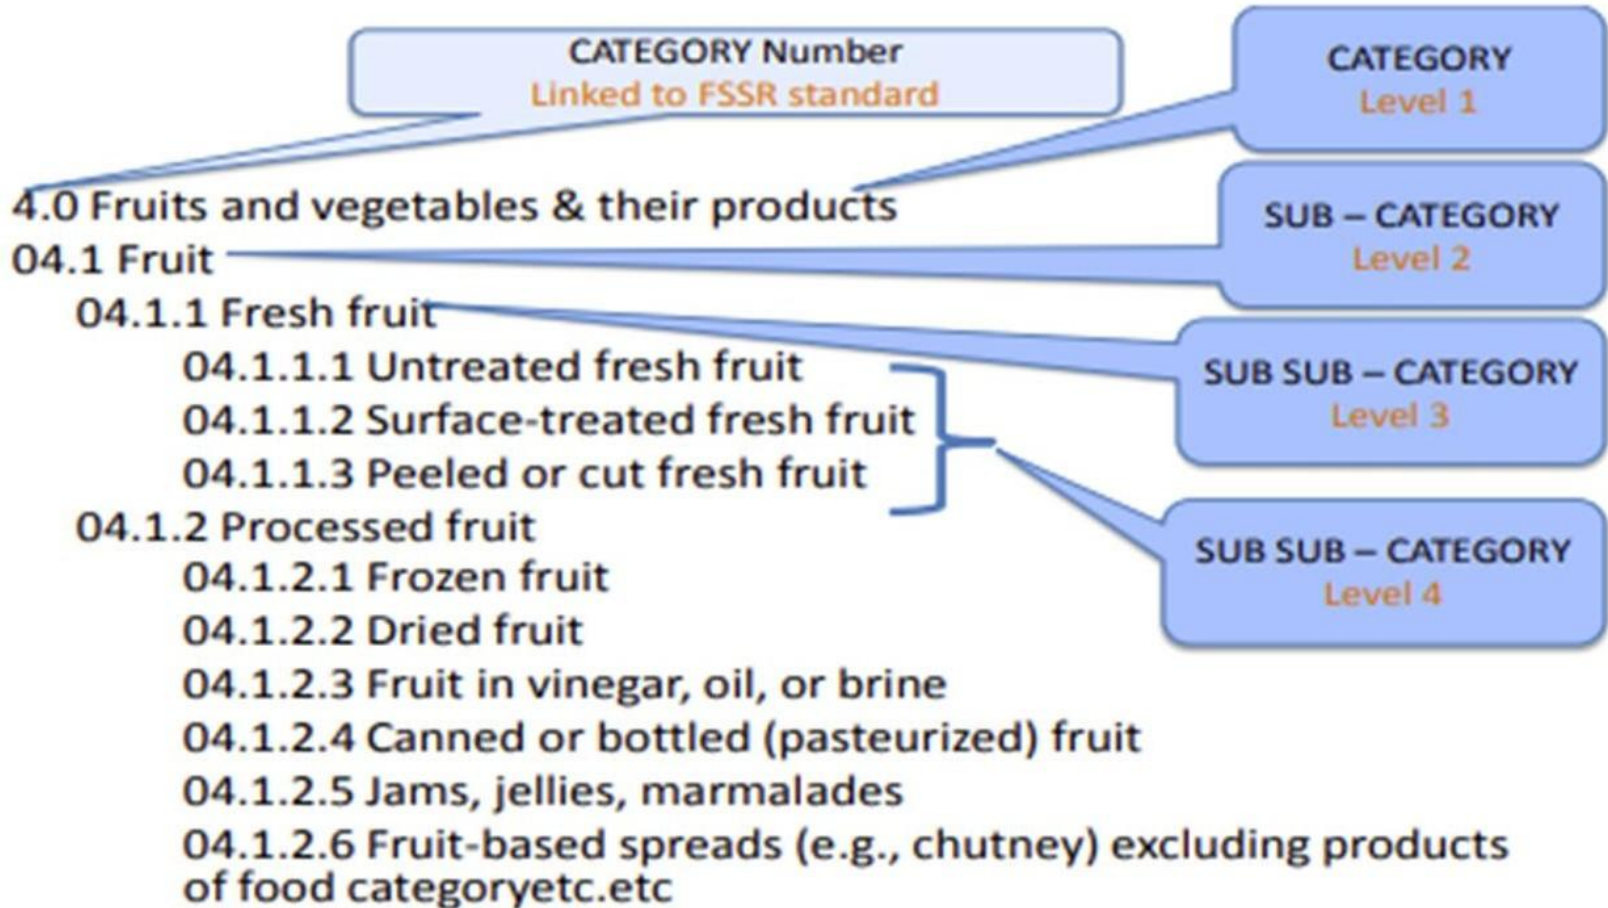 CATEGORY Number
Linked to FSSR standard
CATEGORY
Level 1
4.0 Fruits and vegetables & their products
SUB – CATEGORY
Level 2
04.1 Fruit
04.1.1 Fresh fruit
SUB SUB – CATEGORY
Level 3
04.1.1.1 Untreated fresh fruit
04.1.1.2 Surface-treated fresh fruit
04.1.1.3 Peeled or cut fresh fruit
SUB SUB – CATEGORY
Level 4
04.1.2 Processed fruit
04.1.2.1 Frozen fruit
04.1.2.2 Dried fruit
04.1.2.3 Fruit in vinegar, oil, or brine
04.1.2.4 Canned or bottled (pasteurized) fruit
04.1.2.5 Jams, jellies, marmalades
04.1.2.6 Fruit-based spreads (e.g., chutney) excluding products
of food categoryetc.etc